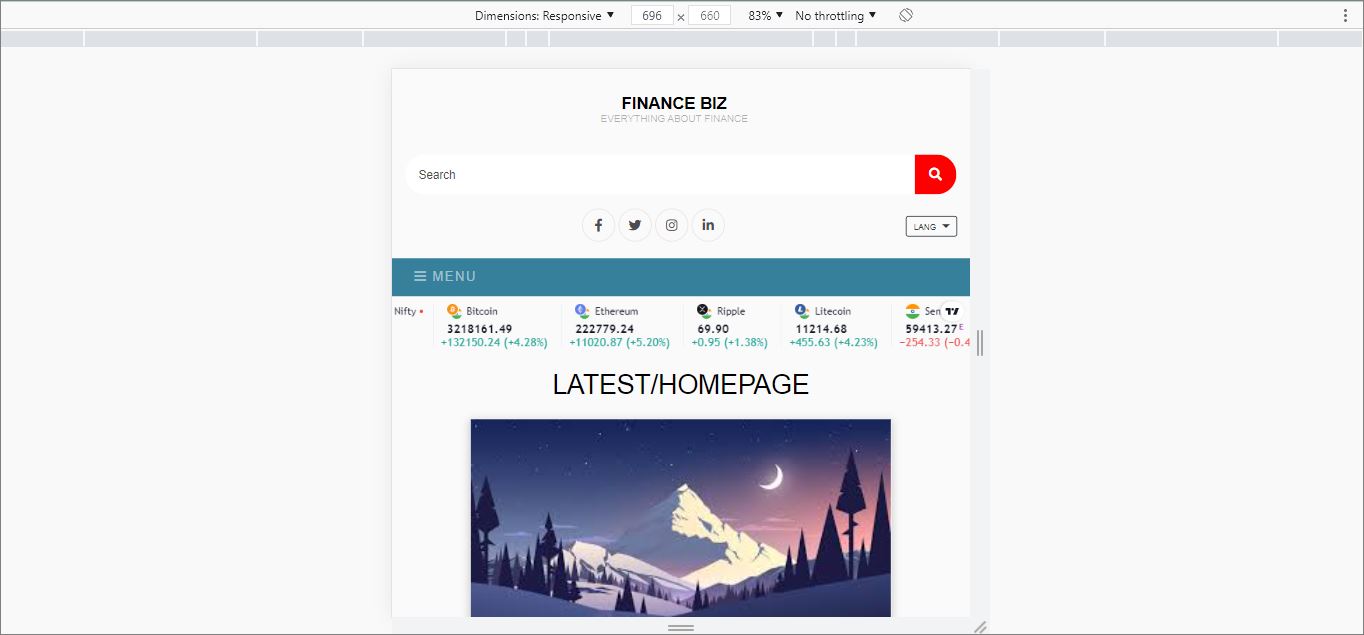 Dimensions: Responsive 696 × 660 83% No throttling
FINANCE BIZ
EVERYTHING ABOUT FINANCE
Search
LANG
MENU
Nifty Bitcoin Ethereum Ripple Litecoin Sen
3218161.49 222779.24 69.90 11214.68 59413.27 E
+132150.24 (+4.28%) +11020.87 (+5.20%) +0.95 (+1.38%) +455.63 (+4.23%) −254.33 (−0.4
LATEST/HOMEPAGE